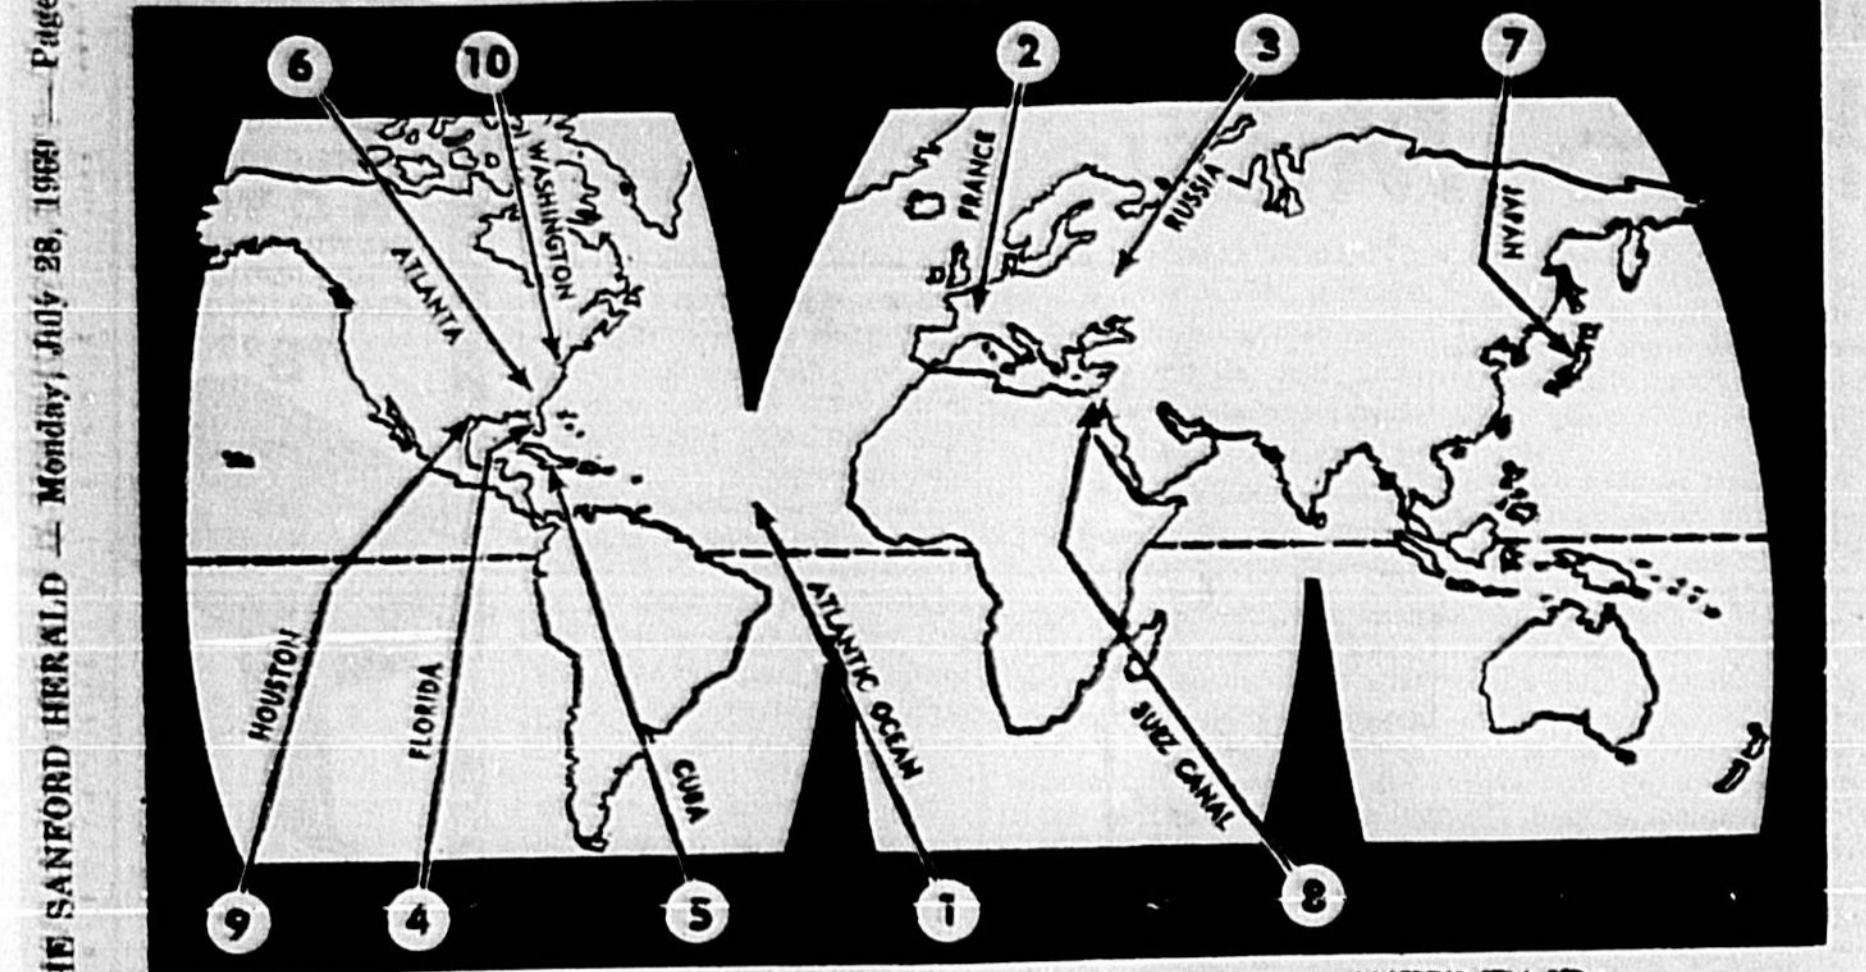 THE SANFORD HERALD — Monday, July 28, 1969 — Page
6
10
2
3
7
WASHINGTON
FRANCE
RUSSIA
JAPAN
ATLANTA
HOUSTON
FLORIDA
ATLANTIC OCEAN
CUBA
SUEZ CANAL
9
4
5
1
8